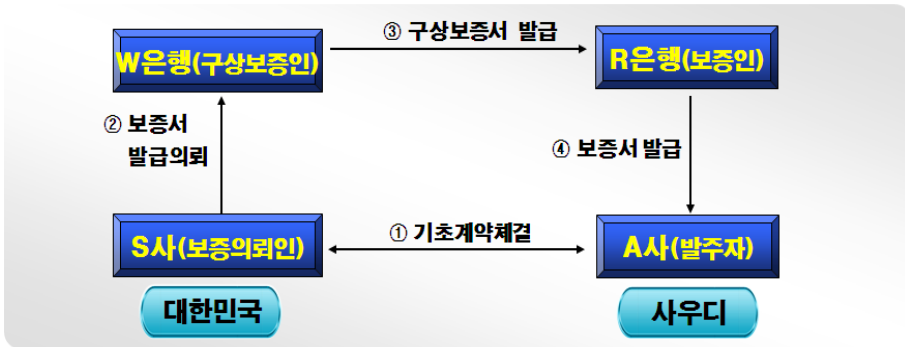 ③ 구상보증서 발급
W은행(구상보증인)
R은행(보증인)
② 보증서
발급의뢰
④ 보증서 발급
① 기초계약체결
S사(보증의뢰인)
A사(발주자)
대한민국
사우디